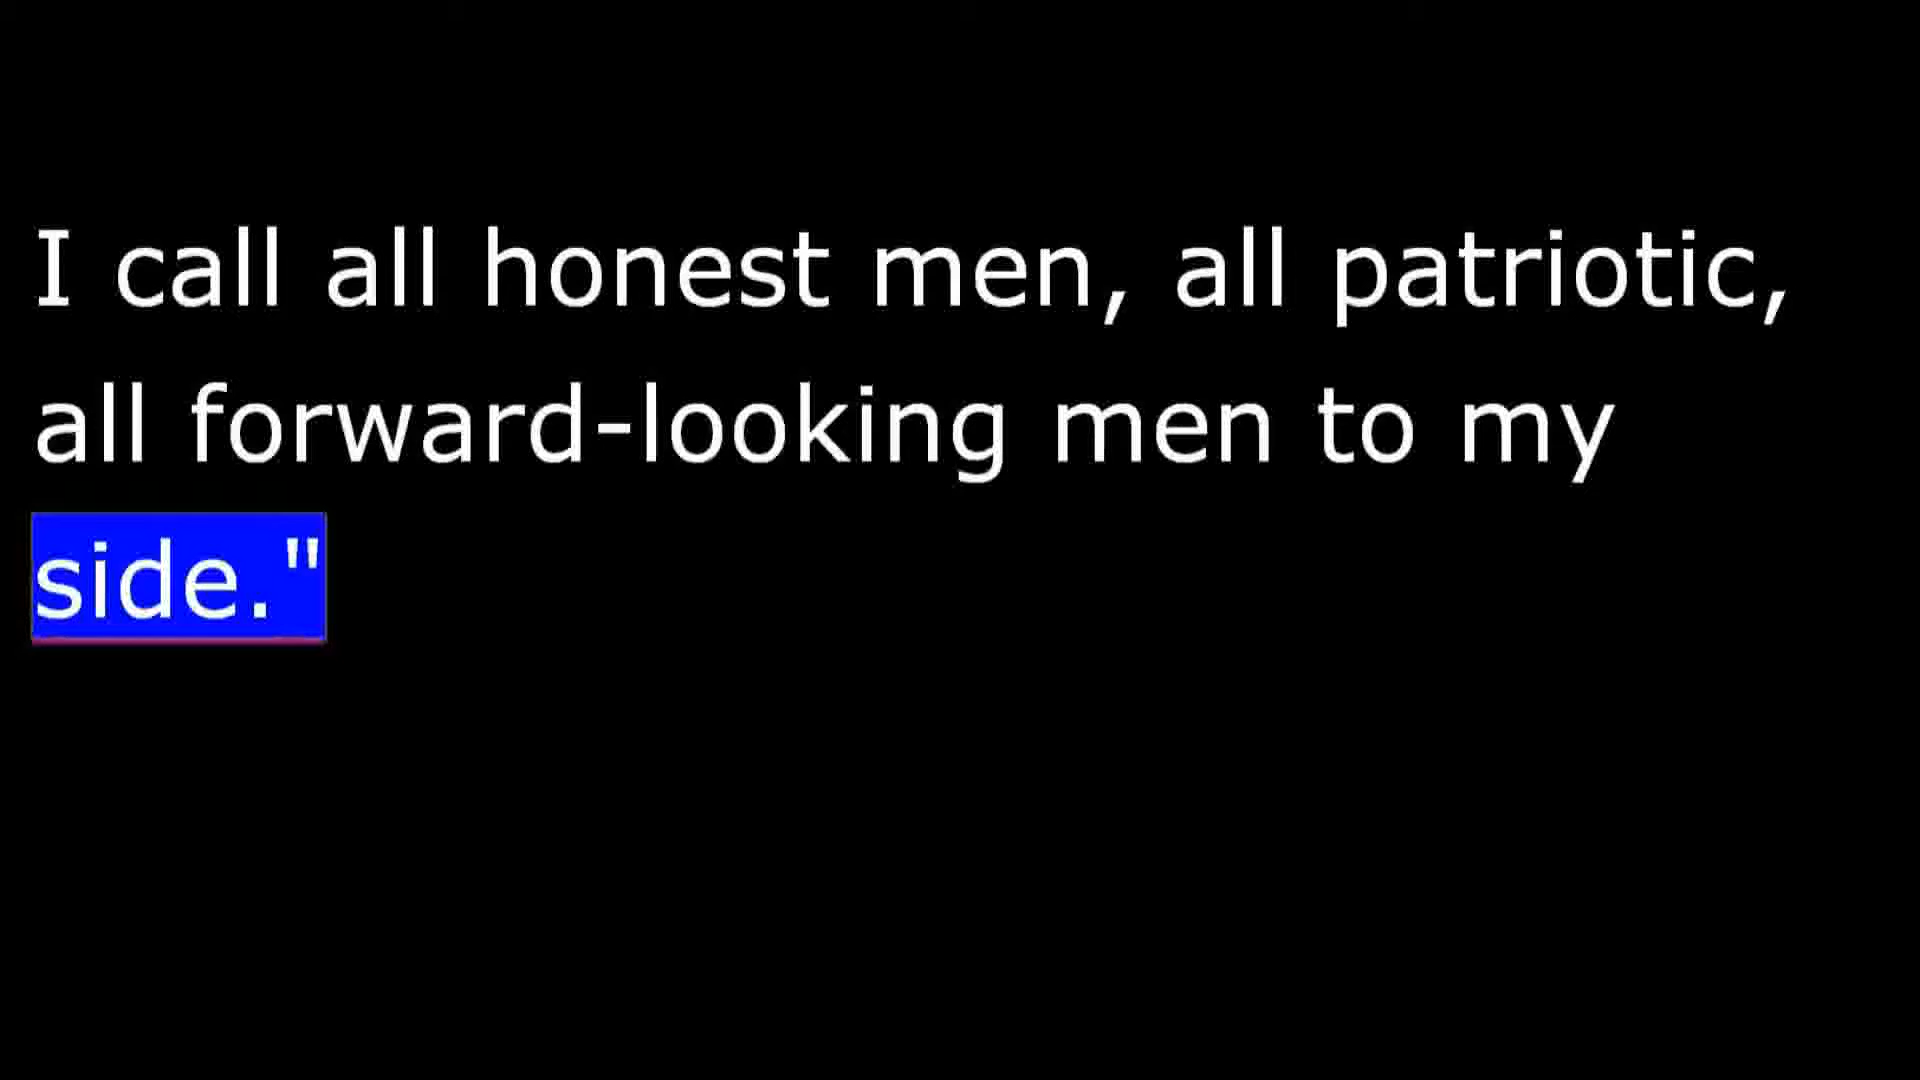 I call all honest men, all patriotic,
all forward-looking men to my
side."